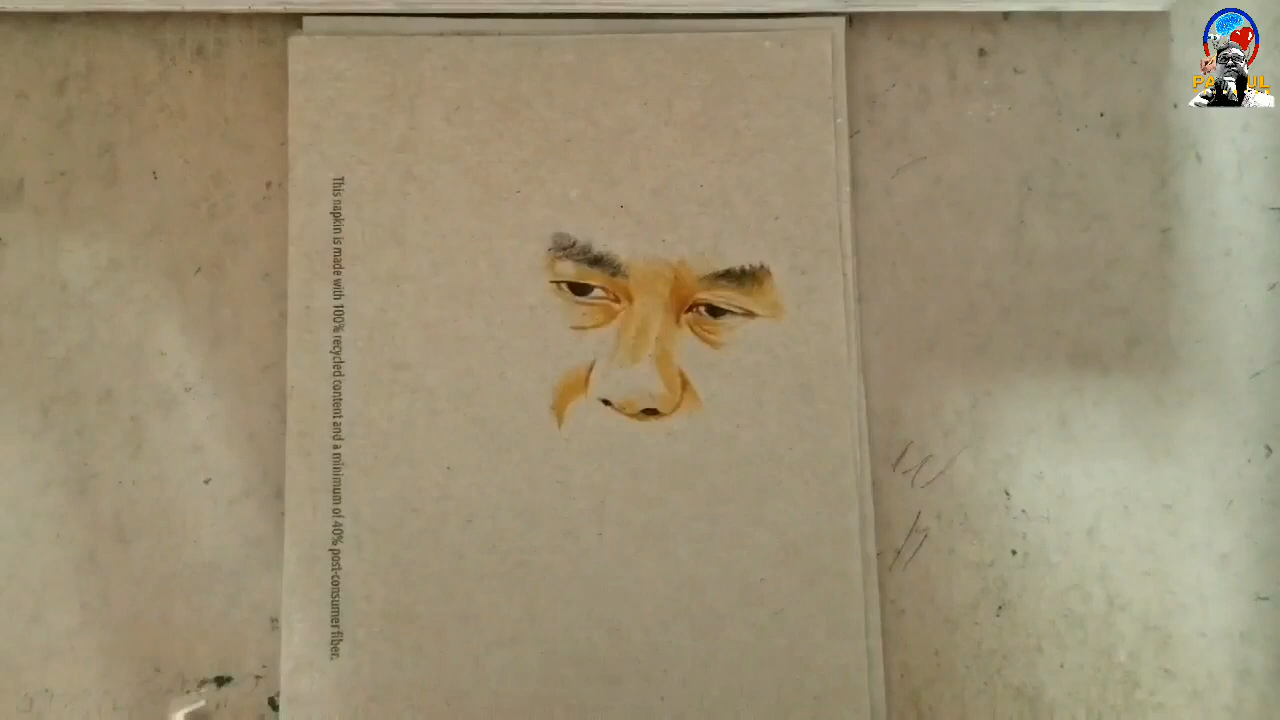 This napkin is made with 100% recycled content and a minimum of 40% post-consumer fiber.